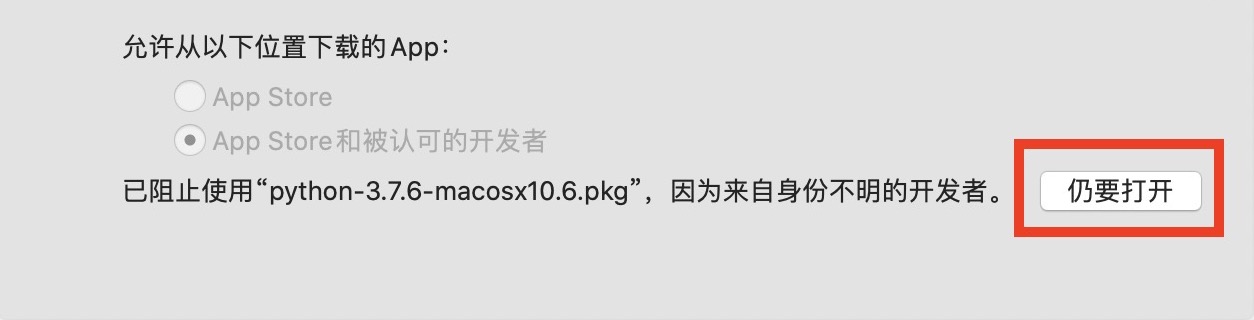 允许从以下位置下载的App：
App Store
App Store和被认可的开发者
已阻止使用“python-3.7.6-macosx10.6.pkg”，因为来自身份不明的开发者。 仍要打开